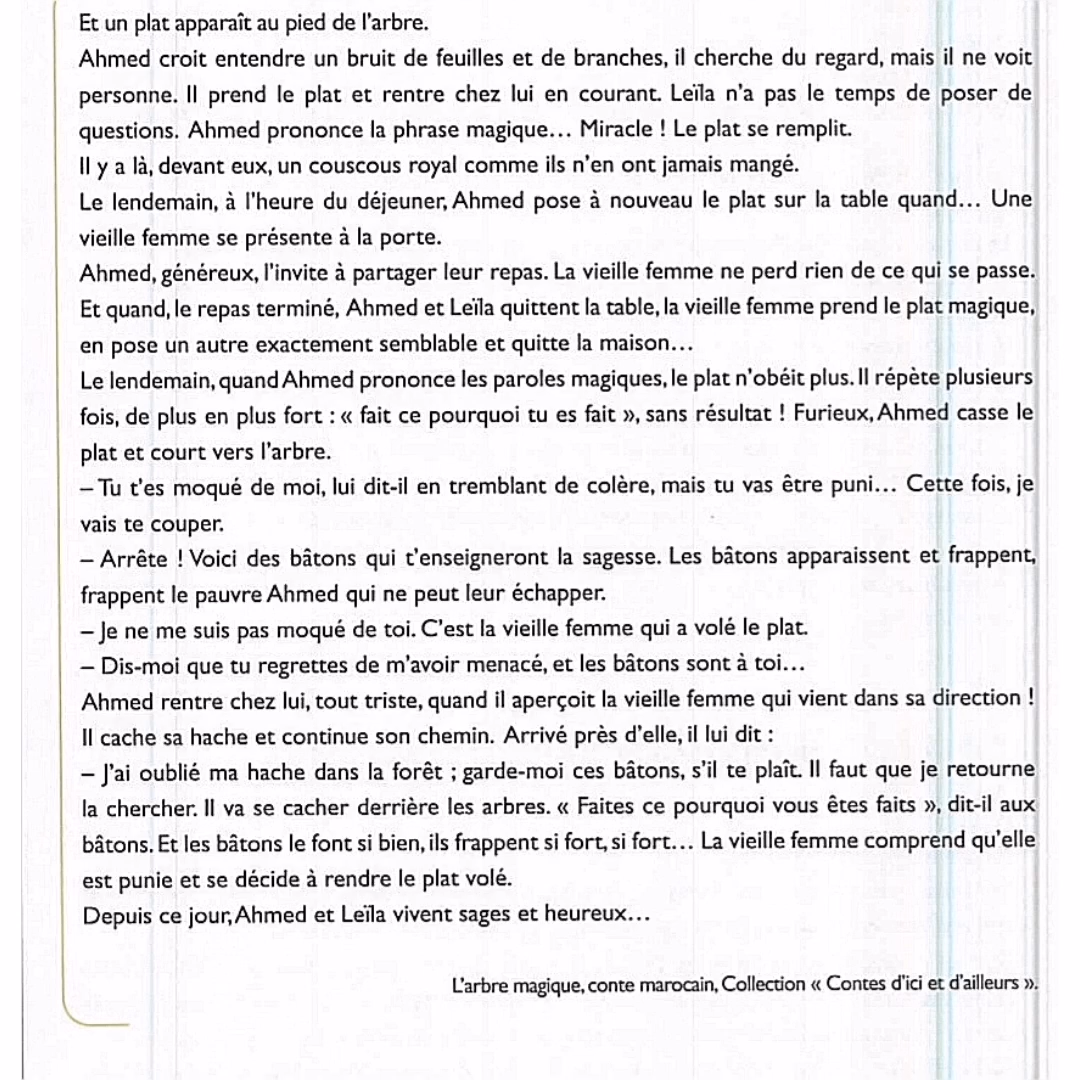 Et un plat apparaît au pied de l'arbre.
Ahmed croit entendre un bruit de feuilles et de branches, il cherche du regard, mais il ne voit
personne. Il prend le plat et rentre chez lui en courant. Leïla n'a pas le temps de poser de
questions. Ahmed prononce la phrase magique... Miracle ! Le plat se remplit.
Il y a là, devant eux, un couscous royal comme ils n'en ont jamais mangé.
Le lendemain, à l'heure du déjeuner, Ahmed pose à nouveau le plat sur la table quand... Une
vieille femme se présente à la porte.
Ahmed, généreux, l'invite à partager leur repas. La vieille femme ne perd rien de ce qui se passe.
Et quand, le repas terminé, Ahmed et Leïla quittent la table, la vieille femme prend le plat magique,
en pose un autre exactement semblable et quitte la maison...
Le lendemain, quand Ahmed prononce les paroles magiques, le plat n'obéit plus. Il répète plusieurs
fois, de plus en plus fort : « fait ce pourquoi tu es fait », sans résultat ! Furieux, Ahmed casse le
plat et court vers l'arbre.
– Tu t'es moqué de moi, lui dit-il en tremblant de colère, mais tu vas être puni... Cette fois, je
vais te couper.
– Arrête ! Voici des bâtons qui t'enseigneront la sagesse. Les bâtons apparaissent et frappent,
frappent le pauvre Ahmed qui ne peut leur échapper.
– Je ne me suis pas moqué de toi. C'est la vieille femme qui a volé le plat.
– Dis-moi que tu regrettes de m'avoir menacé, et les bâtons sont à toi...
Ahmed rentre chez lui, tout triste, quand il aperçoit la vieille femme qui vient dans sa direction !
Il cache sa hache et continue son chemin. Arrivé près d'elle, il lui dit :
– J'ai oublié ma hache dans la forêt ; garde-moi ces bâtons, s'il te plaît. Il faut que je retourne
la chercher. Il va se cacher derrière les arbres. « Faites ce pourquoi vous êtes faits », dit-il aux
bâtons. Et les bâtons le font si bien, ils frappent si fort, si fort... La vieille femme comprend qu'elle
est punie et se décide à rendre le plat volé.
Depuis ce jour, Ahmed et Leïla vivent sages et heureux...
L'arbre magique, conte marocain, Collection « Contes d'ici et d'ailleurs ».